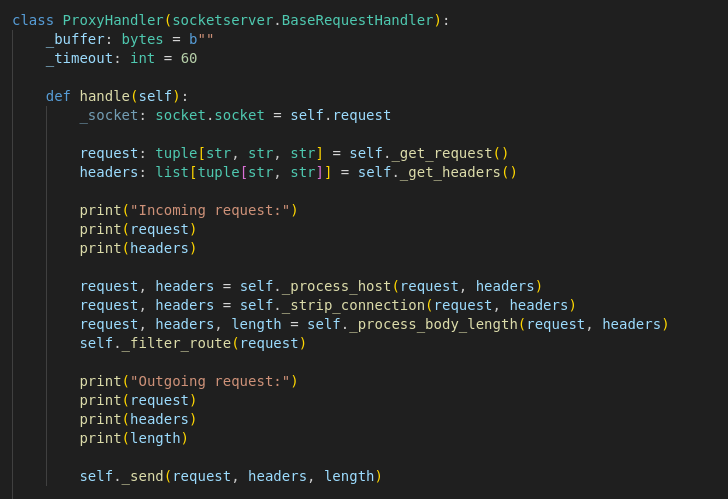 class ProxyHandler(socketserver.BaseRequestHandler):
    _buffer: bytes = b""
    _timeout: int = 60

    def handle(self):
        _socket: socket.socket = self.request

        request: tuple[str, str, str] = self._get_request()
        headers: list[tuple[str, str]] = self._get_headers()

        print("Incoming request:")
        print(request)
        print(headers)

        request, headers = self._process_host(request, headers)
        request, headers = self._strip_connection(request, headers)
        request, headers, length = self._process_body_length(request, headers)
        self._filter_route(request)

        print("Outgoing request:")
        print(request)
        print(headers)
        print(length)

        self._send(request, headers, length)